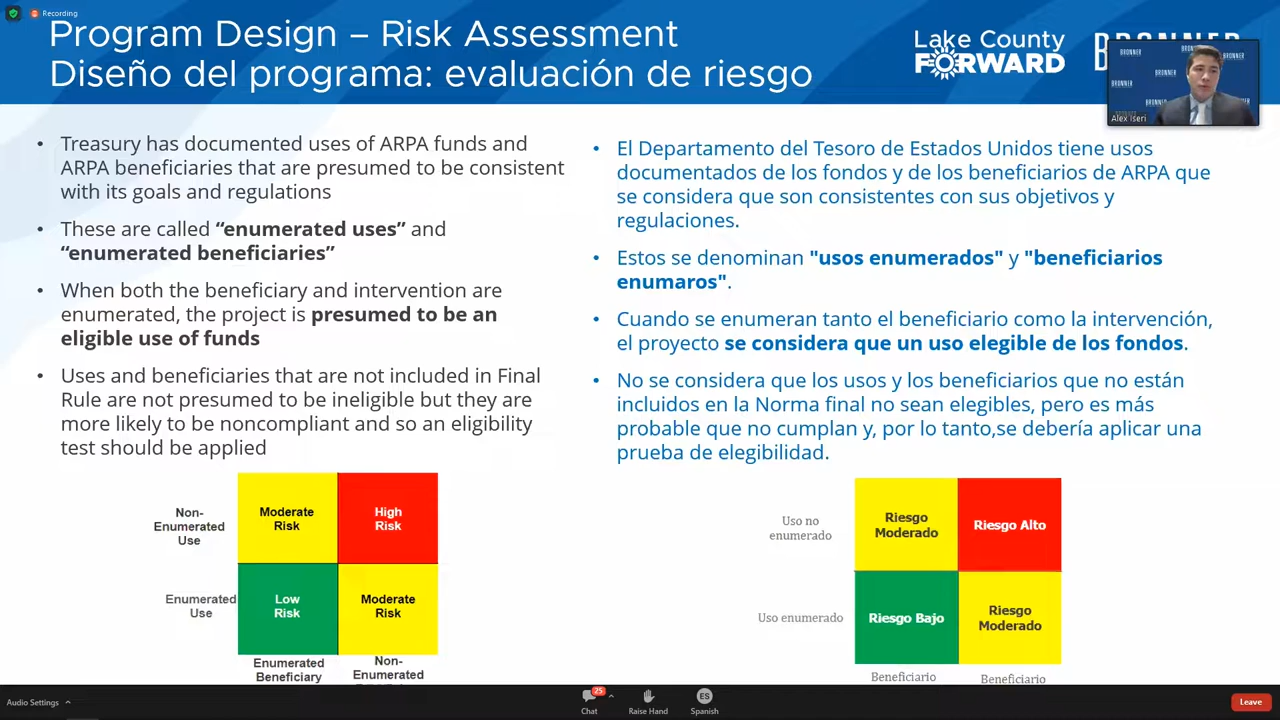 Recording
Program Design – Risk Assessment
Diseño del programa: evaluación de riesgo
Lake County
FORWARD
BRONNER
Alex Iseri
• Treasury has documented uses of ARPA funds and
ARPA beneficiaries that are presumed to be consistent
with its goals and regulations
• These are called “enumerated uses” and
“enumerated beneficiaries”
• When both the beneficiary and intervention are
enumerated, the project is presumed to be an
eligible use of funds
• Uses and beneficiaries that are not included in Final
Rule are not presumed to be ineligible but they are
more likely to be noncompliant and so an eligibility
test should be applied
• El Departamento del Tesoro de Estados Unidos tiene usos
documentados de los fondos y de los beneficiarios de ARPA que
se considera que son consistentes con sus objetivos y
regulaciones.
• Estos se denominan "usos enumerados" y "beneficiarios
enumaros".
• Cuando se enumeran tanto el beneficiario como la intervención,
el proyecto se considera que un uso elegible de los fondos.
• No se considera que los usos y los beneficiarios que no están
incluidos en la Norma final no sean elegibles, pero es más
probable que no cumplan y, por lo tanto,se debería aplicar una
prueba de elegibilidad.
Non-
Enumerated
Use
Moderate
Risk
High
Risk
Enumerated
Use
Low
Risk
Moderate
Risk
Enumerated
Beneficiary
Non-
Enumerated
Uso no
enumerado
Riesgo
Moderado
Riesgo Alto
Uso enumerado
Riesgo Bajo
Riesgo
Moderado
Beneficiario
Beneficiario
Audio Settings
25
Chat
Raise Hand
ES
Spanish
Leave